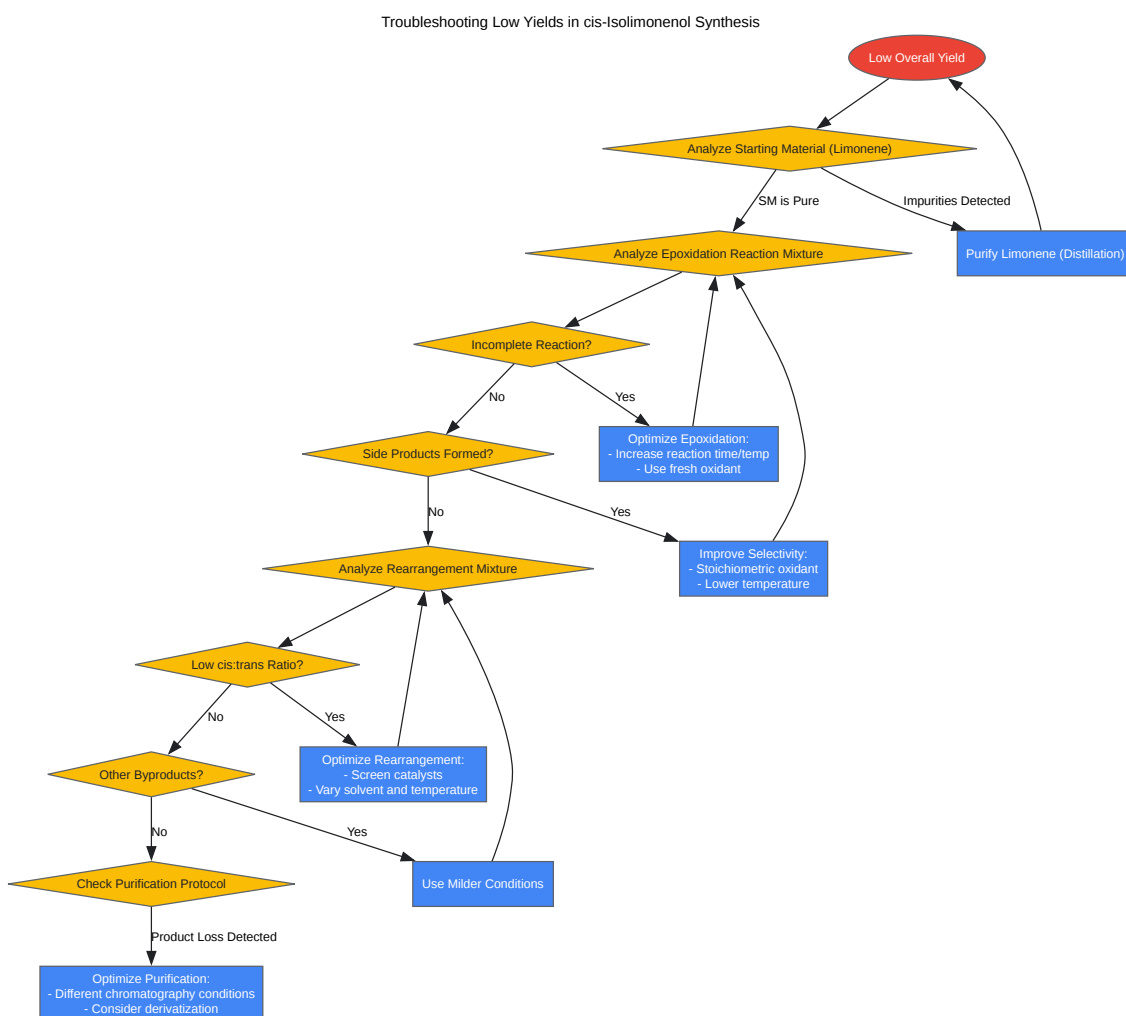 Troubleshooting Low Yields in cis-Isolimonenol Synthesis
Low Overall Yield
Analyze Starting Material (Limonene)
SM is Pure
Impurities Detected
Analyze Epoxidation Reaction Mixture
Purify Limonene (Distillation)
Incomplete Reaction?
No
Yes
Side Products Formed?
Optimize Epoxidation:
- Increase reaction time/temp
- Use fresh oxidant
No
Yes
Analyze Rearrangement Mixture
Improve Selectivity:
- Stoichiometric oxidant
- Lower temperature
Low cis:trans Ratio?
No
Yes
Other Byproducts?
Optimize Rearrangement:
- Screen catalysts
- Vary solvent and temperature
No
Yes
Check Purification Protocol
Use Milder Conditions
Product Loss Detected
Optimize Purification:
- Different chromatography conditions
- Consider derivatization